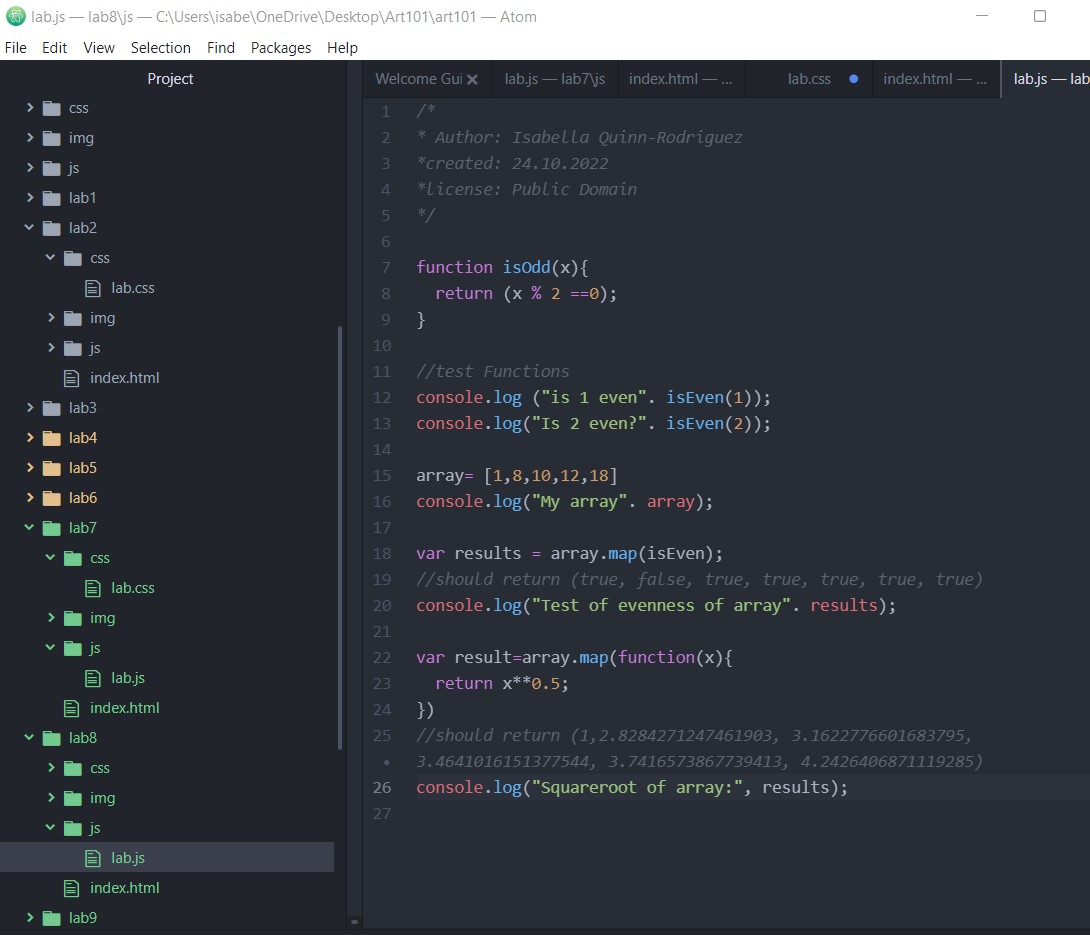 lab.js — lab8\js — C:\Users\isabe\OneDrive\Desktop\Art101\art101 — Atom
File Edit View Selection Find Packages Help
Project
css
img
js
lab1
lab2
css
lab.css
img
js
index.html
lab3
lab4
lab5
lab6
lab7
css
lab.css
img
js
lab.js
index.html
lab8
css
img
js
lab.js
index.html
lab9
Welcome Gui lab.js — lab7\js index.html — ... lab.css index.html — ... lab.js — lab
1 /*
2 * Author: Isabella Quinn-Rodriguez
3 *created: 24.10.2022
4 *license: Public Domain
5 */
6
7 function isOdd(x){
8 return (x % 2 ==0);
9 }
10
11 //test Functions
12 console.log ("is 1 even". isEven(1));
13 console.log("Is 2 even?". isEven(2));
14
15 array= [1,8,10,12,18]
16 console.log("My array". array);
17
18 var results = array.map(isEven);
19 //should return (true, false, true, true, true, true, true)
20 console.log("Test of evenness of array". results);
21
22 var result=array.map(function(x){
23 return x**0.5;
24 })
25 //should return (1,2.8284271247461903, 3.1622776601683795,
• 3.4641016151377544, 3.7416573867739413, 4.2426406871119285)
26 console.log("Squareroot of array:", results);
27